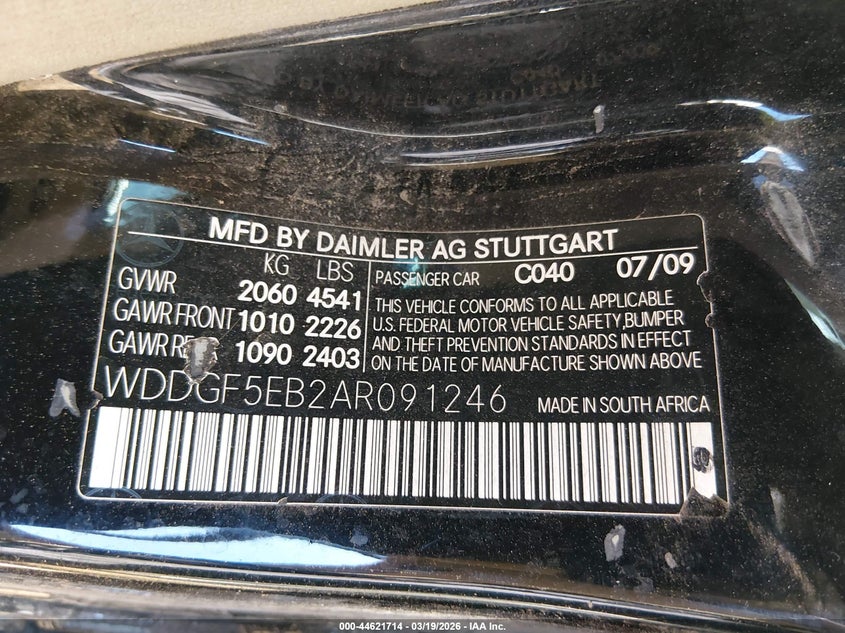 MFD BY DAIMLER AG STUTTGART
KG LBS
GVWR 2060 4541
GAWR FRONT 1010 2226
GAWR 1090 2403
PASSENGER CAR C040 07/09
THIS VEHICLE CONFORMS TO ALL APPLICABLE
U.S. FEDERAL MOTOR VEHICLE SAFETY, BUMPER
AND THEFT PREVENTION STANDARDS IN EFFECT
ON THE DATE OF MANUFACTURE SHOWN ABOVE
WDDGF5EB2AR091246 MADE IN SOUTH AFRICA
000-44621714 — 03/19/2026 — IAA Inc.